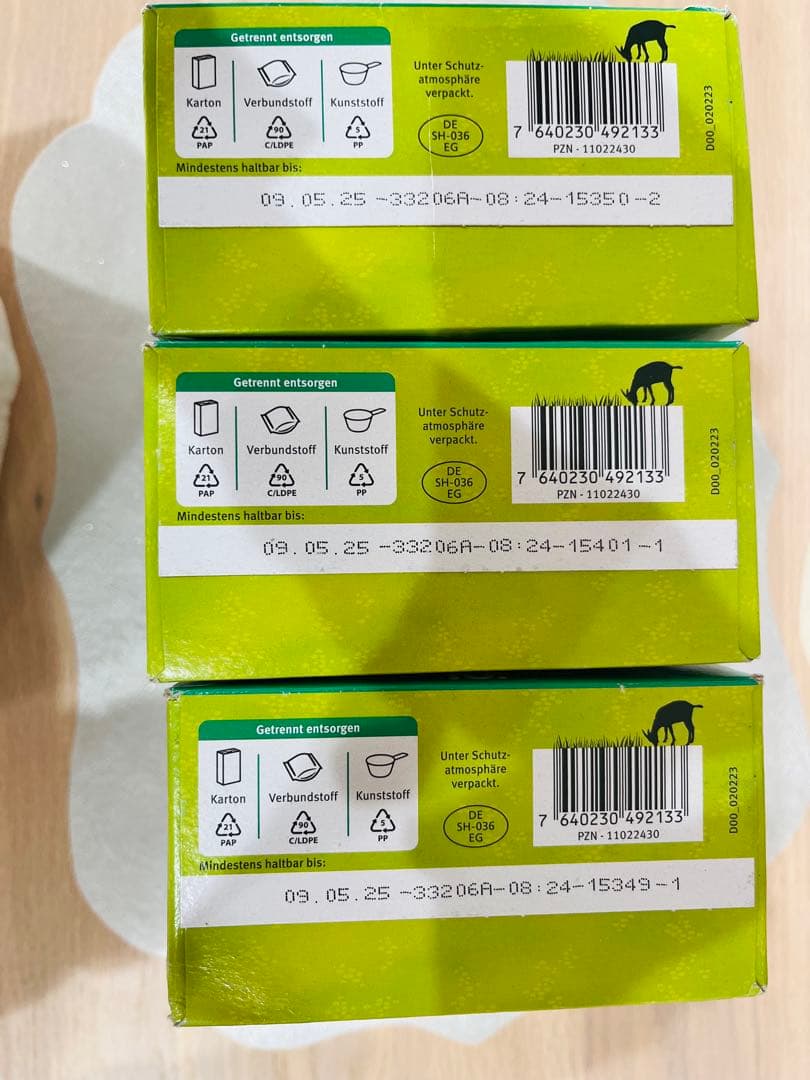 Getrennt entsorgen
Karton
Verbundstoff
Kunststoff
21
PAP
90
C/LDPE
5
PP
Unter Schutz-
atmosphäre
verpackt.
DE
SH-036
EG
7 640230 492133
PZN - 11022430
D00_020223
Mindestens haltbar bis:
09.05.25 -33206A-08:24-15350-2
Getrennt entsorgen
Karton
Verbundstoff
Kunststoff
21
PAP
90
C/LDPE
5
PP
Unter Schutz-
atmosphäre
verpackt.
DE
SH-036
EG
7 640230 492133
PZN - 11022430
D00_020223
Mindestens haltbar bis:
09.05.25 -33206A-08:24-15401-1
Getrennt entsorgen
Karton
Verbundstoff
Kunststoff
21
PAP
90
C/LDPE
5
PP
Unter Schutz-
atmosphäre
verpackt.
DE
SH-036
EG
7 640230 492133
PZN - 11022430
D00_020223
Mindestens haltbar bis:
09.05.25 -33206A-08:24-15349-1